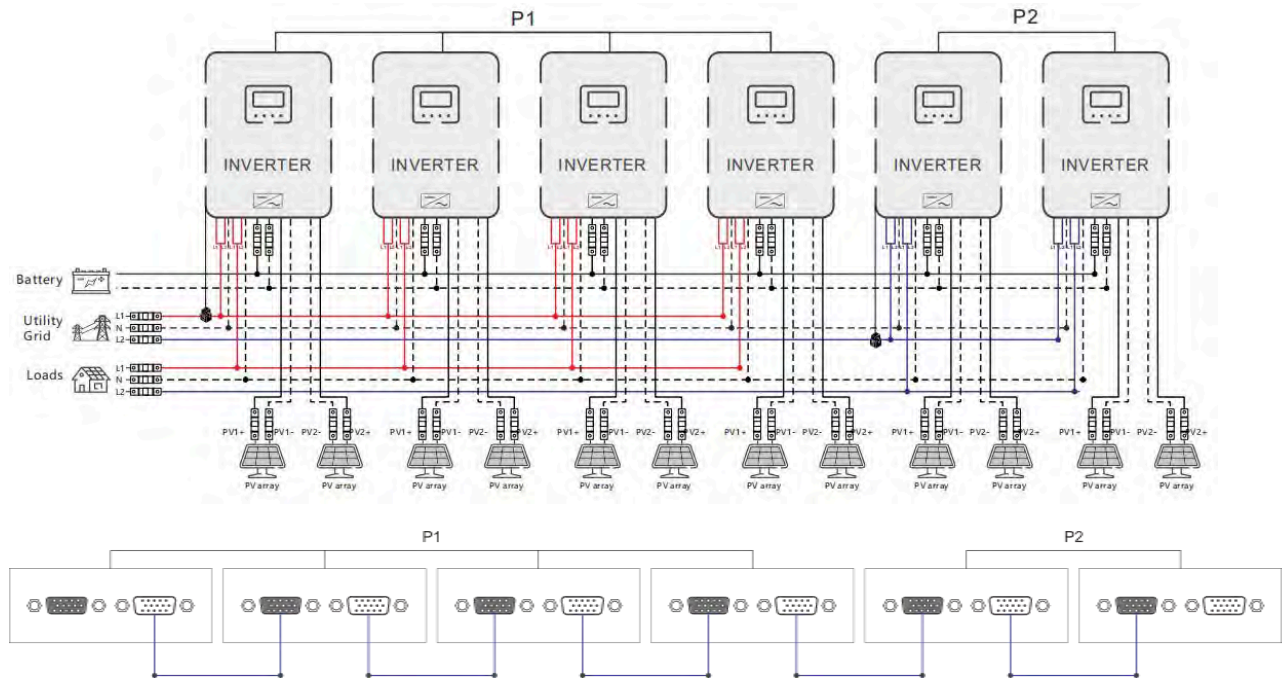 P1 P2
INVERTER INVERTER INVERTER INVERTER INVERTER INVERTER
Battery
Utility
Grid
L1
N
L2
Loads
L1
N
L2
PV1+ PV1- PV2- PV2+ PV1+ PV1- PV2- PV2+ PV1+ PV1- PV2- PV2+ PV1+ PV1- PV2- PV2+ PV1+ PV1- PV2- PV2+ PV1+ PV1- PV2- PV2+
PV array PV array PV array PV array PV array PV array PV array PV array PV array PV array PV array PV array
P1 P2